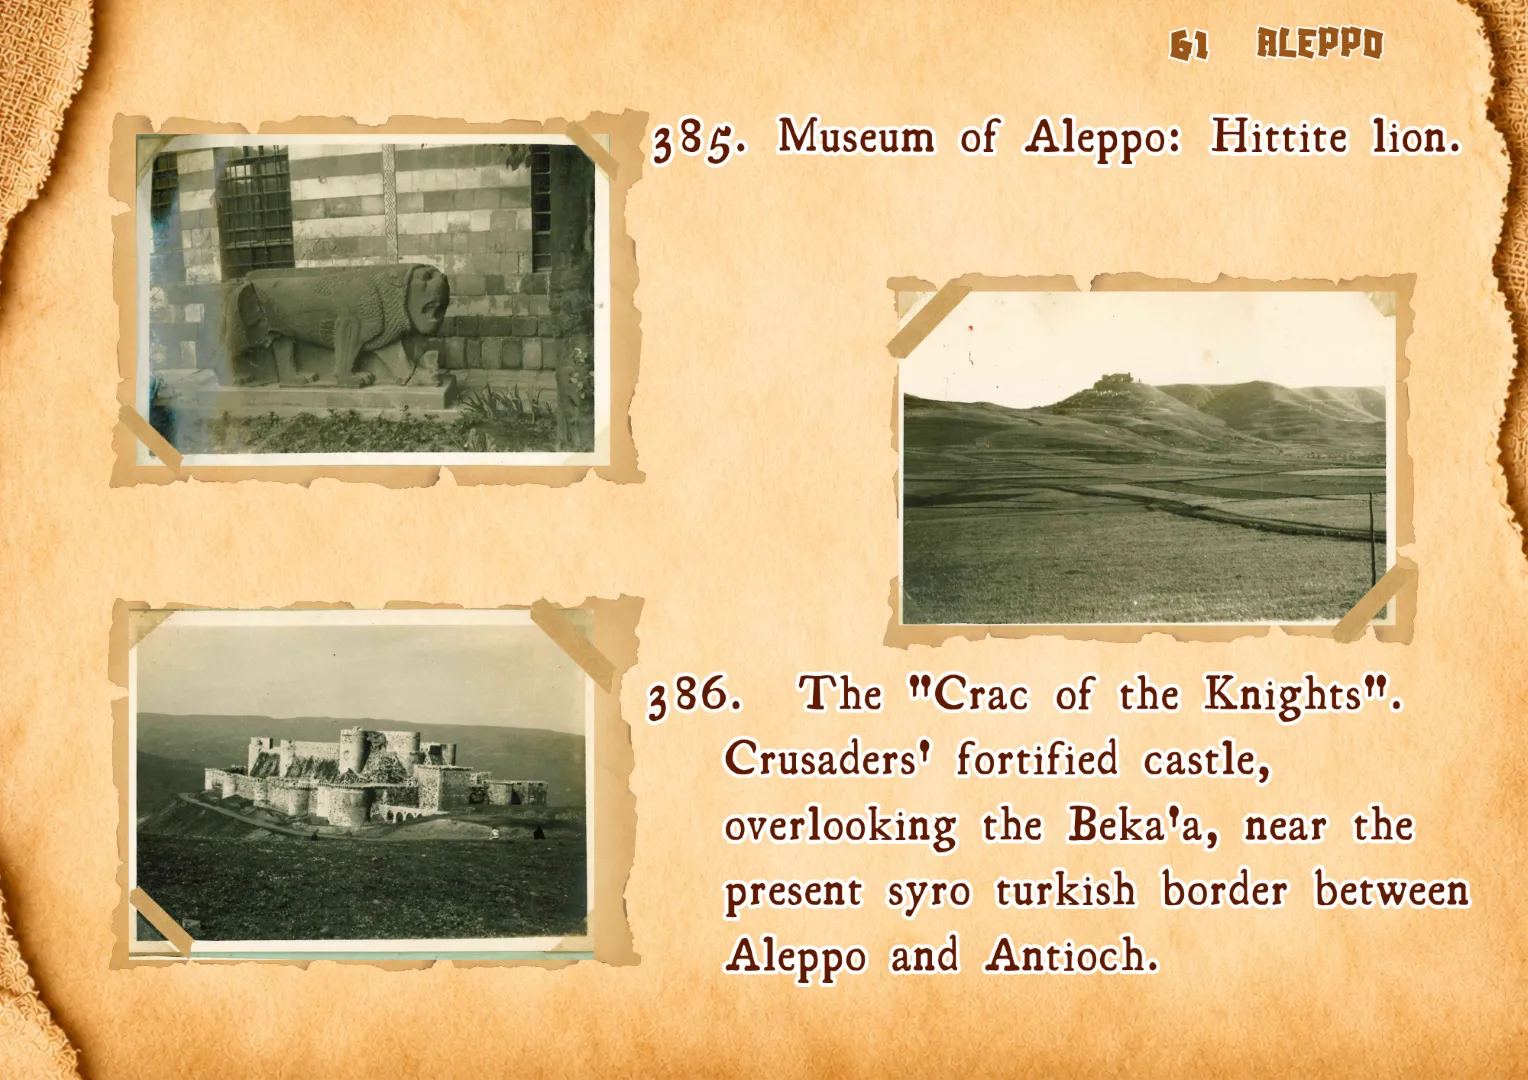 61 ALEPPO
385. Museum of Aleppo: Hittite lion.
386. The "Crac of the Knights".
Crusaders' fortified castle,
overlooking the Beka'a, near the
present syro turkish border between
Aleppo and Antioch.